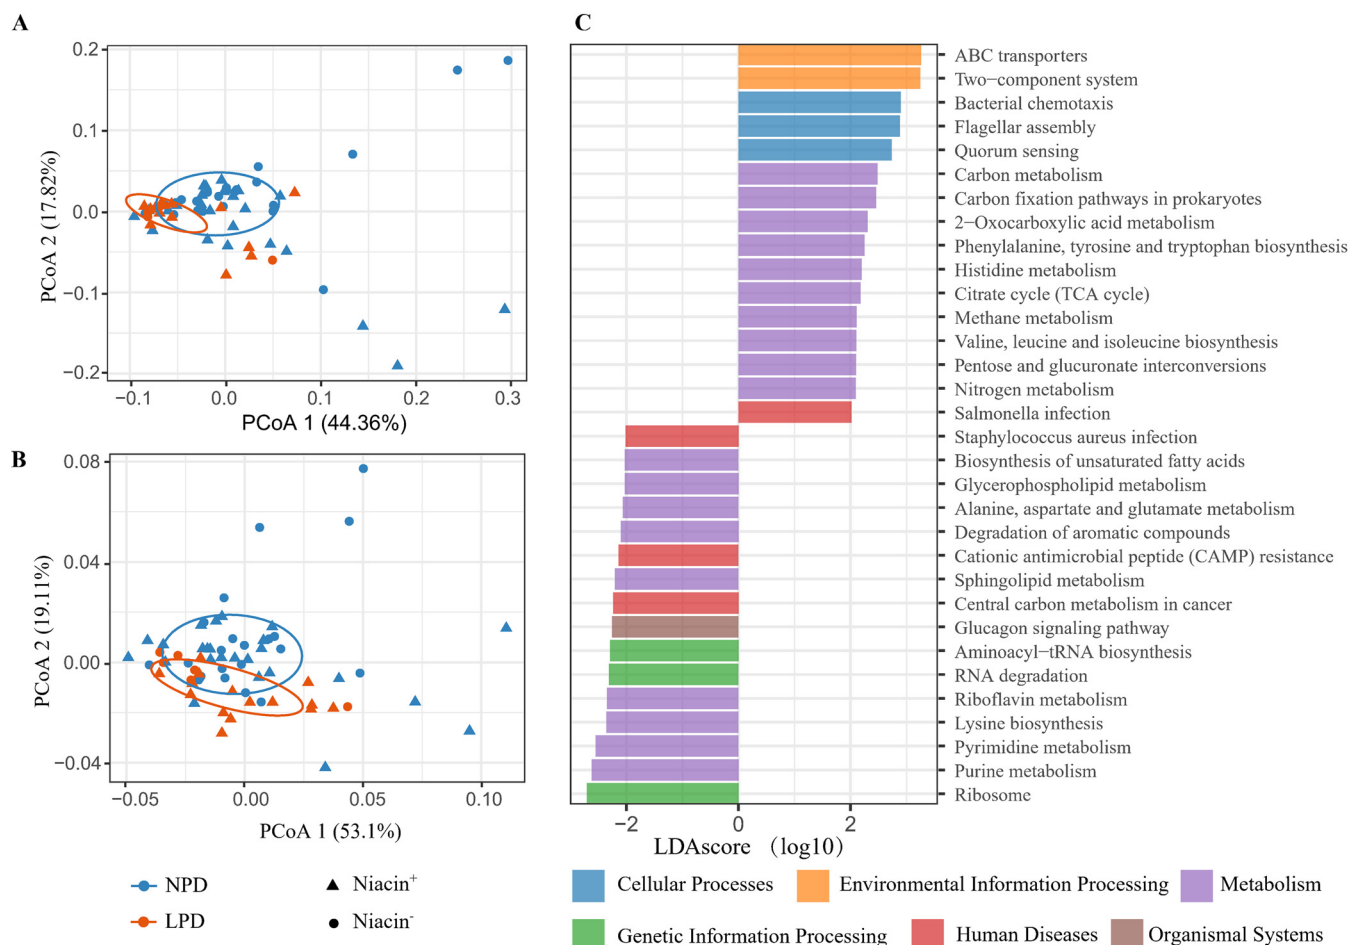 A
0.2
0.1
0.0
−0.1
−0.2
PCoA 2 (17.82%)
−0.1
0.0
0.1
0.2
0.3
PCoA 1 (44.36%)
B
0.08
0.04
0.00
−0.04
PCoA 2 (19.11%)
−0.05
0.00
0.05
0.10
PCoA 1 (53.1%)
NPD
Niacin⁺
LPD
Niacin⁻
C
ABC transporters
Two−component system
Bacterial chemotaxis
Flagellar assembly
Quorum sensing
Carbon metabolism
Carbon fixation pathways in prokaryotes
2−Oxocarboxylic acid metabolism
Phenylalanine, tyrosine and tryptophan biosynthesis
Histidine metabolism
Citrate cycle (TCA cycle)
Methane metabolism
Valine, leucine and isoleucine biosynthesis
Pentose and glucuronate interconversions
Nitrogen metabolism
Salmonella infection
Staphylococcus aureus infection
Biosynthesis of unsaturated fatty acids
Glycerophospholipid metabolism
Alanine, aspartate and glutamate metabolism
Degradation of aromatic compounds
Cationic antimicrobial peptide (CAMP) resistance
Sphingolipid metabolism
Central carbon metabolism in cancer
Glucagon signaling pathway
Aminoacyl−tRNA biosynthesis
RNA degradation
Riboflavin metabolism
Lysine biosynthesis
Pyrimidine metabolism
Purine metabolism
Ribosome
−2
0
2
LDAscore （log10）
Cellular Processes
Environmental Information Processing
Metabolism
Genetic Information Processing
Human Diseases
Organismal Systems